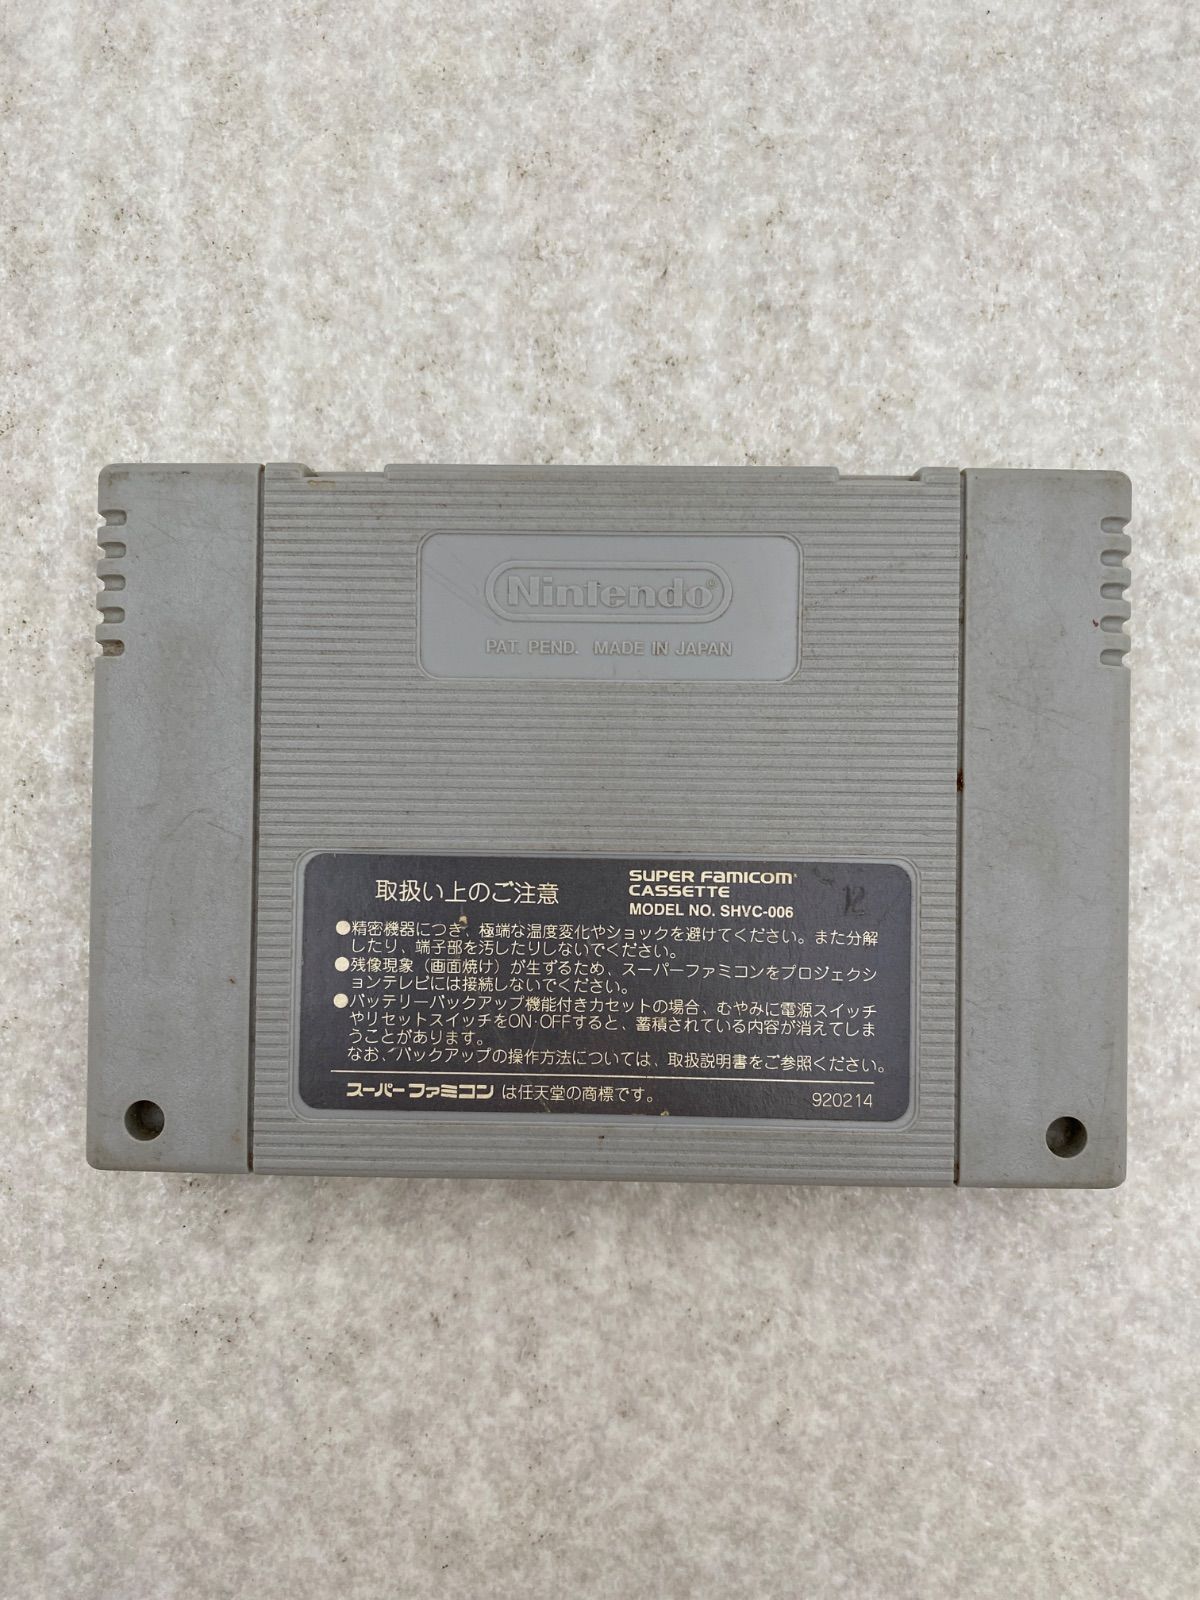 Nintendo®
PAT. PEND. MADE IN JAPAN
取扱い上のご注意
SUPER FAMICOM
CASSETTE
MODEL NO. SHVC-006
12
●精密機器につき、極端な温度変化やショックを避けてください。また分解
したり、端子部を汚したりしないでください。
●残像現象（画面焼け）が生ずるため、スーパーファミコンをプロジェクシ
ョンテレビには接続しないでください。
●バッテリーバックアップ機能付きカセットの場合、むやみに電源スイッチ
やリセットスイッチをON・OFFすると、蓄積されている内容が消えてしま
うことがあります。
なお、バックアップの操作方法については、取扱説明書をご参照ください。
スーパーファミコン は任天堂の商標です。
920214